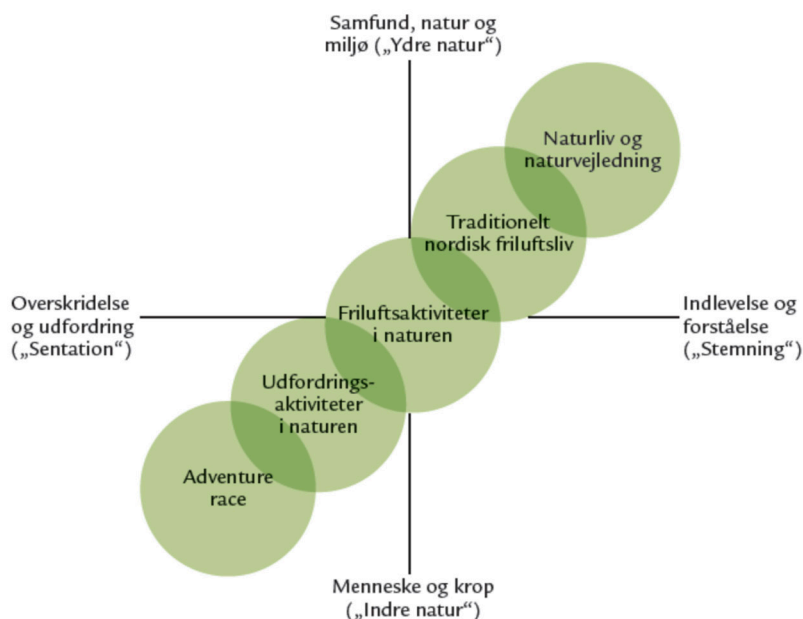 Samfund, natur og
miljø („Ydre natur“)
Naturliv og
naturvejledning
Traditionelt
nordisk friluftsliv
Overskridelse
og udfordring
(„Sentation“)
Friluftsaktiviteter
i naturen
Indlevelse og
forståelse
(„Stemning“)
Udfordrings-
aktiviteter
i naturen
Adventure
race
Menneske og krop
(„Indre natur“)